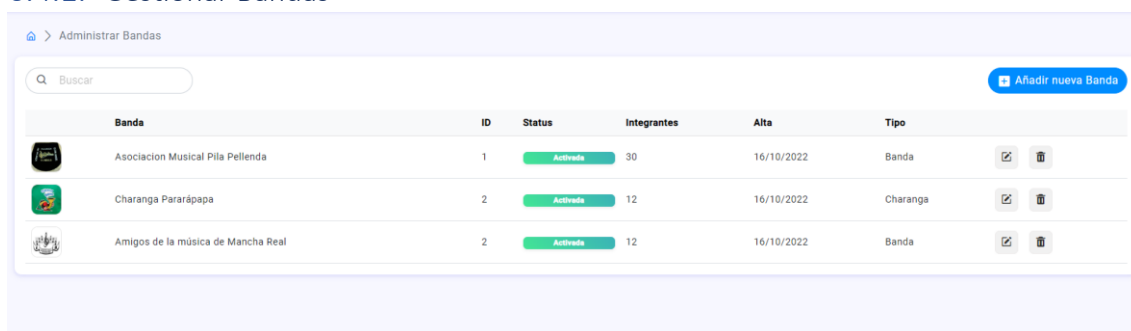 Administrar Bandas
Buscar
Añadir nueva Banda
Banda ID Status Integrantes Alta Tipo
Asociacion Musical Pila Pellenda 1 Activada 30 16/10/2022 Banda
Charanga Pararápapa 2 Activada 12 16/10/2022 Charanga
Amigos de la música de Mancha Real 2 Activada 12 16/10/2022 Banda